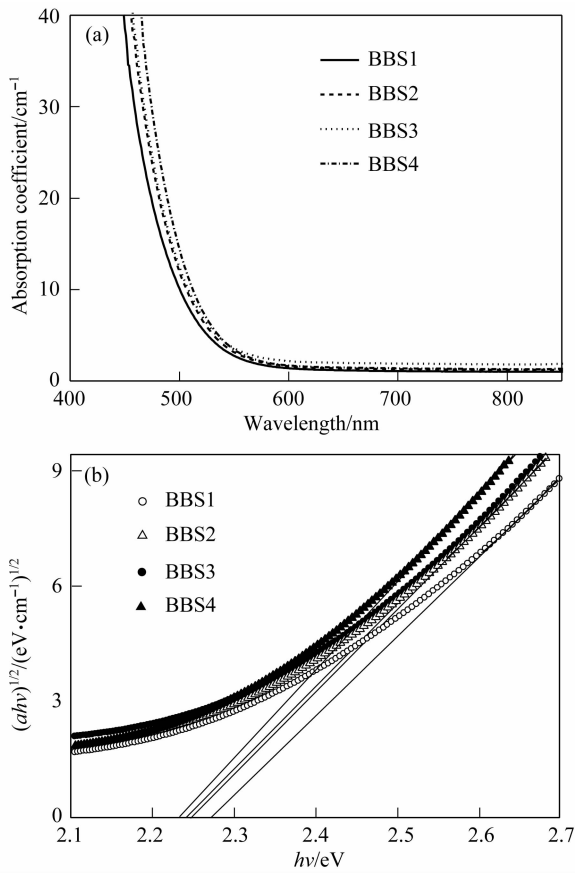 40
(a)
BBS1
BBS2
BBS3
BBS4
30
20
10
0
Absorption coefficient/cm⁻¹
400 500 600 700 800
Wavelength/nm
9
(b)
BBS1
BBS2
BBS3
BBS4
6
3
0
(ahv)¹/²/(eV•cm⁻¹)¹/²
2.1 2.2 2.3 2.4 2.5 2.6 2.7
hv/eV